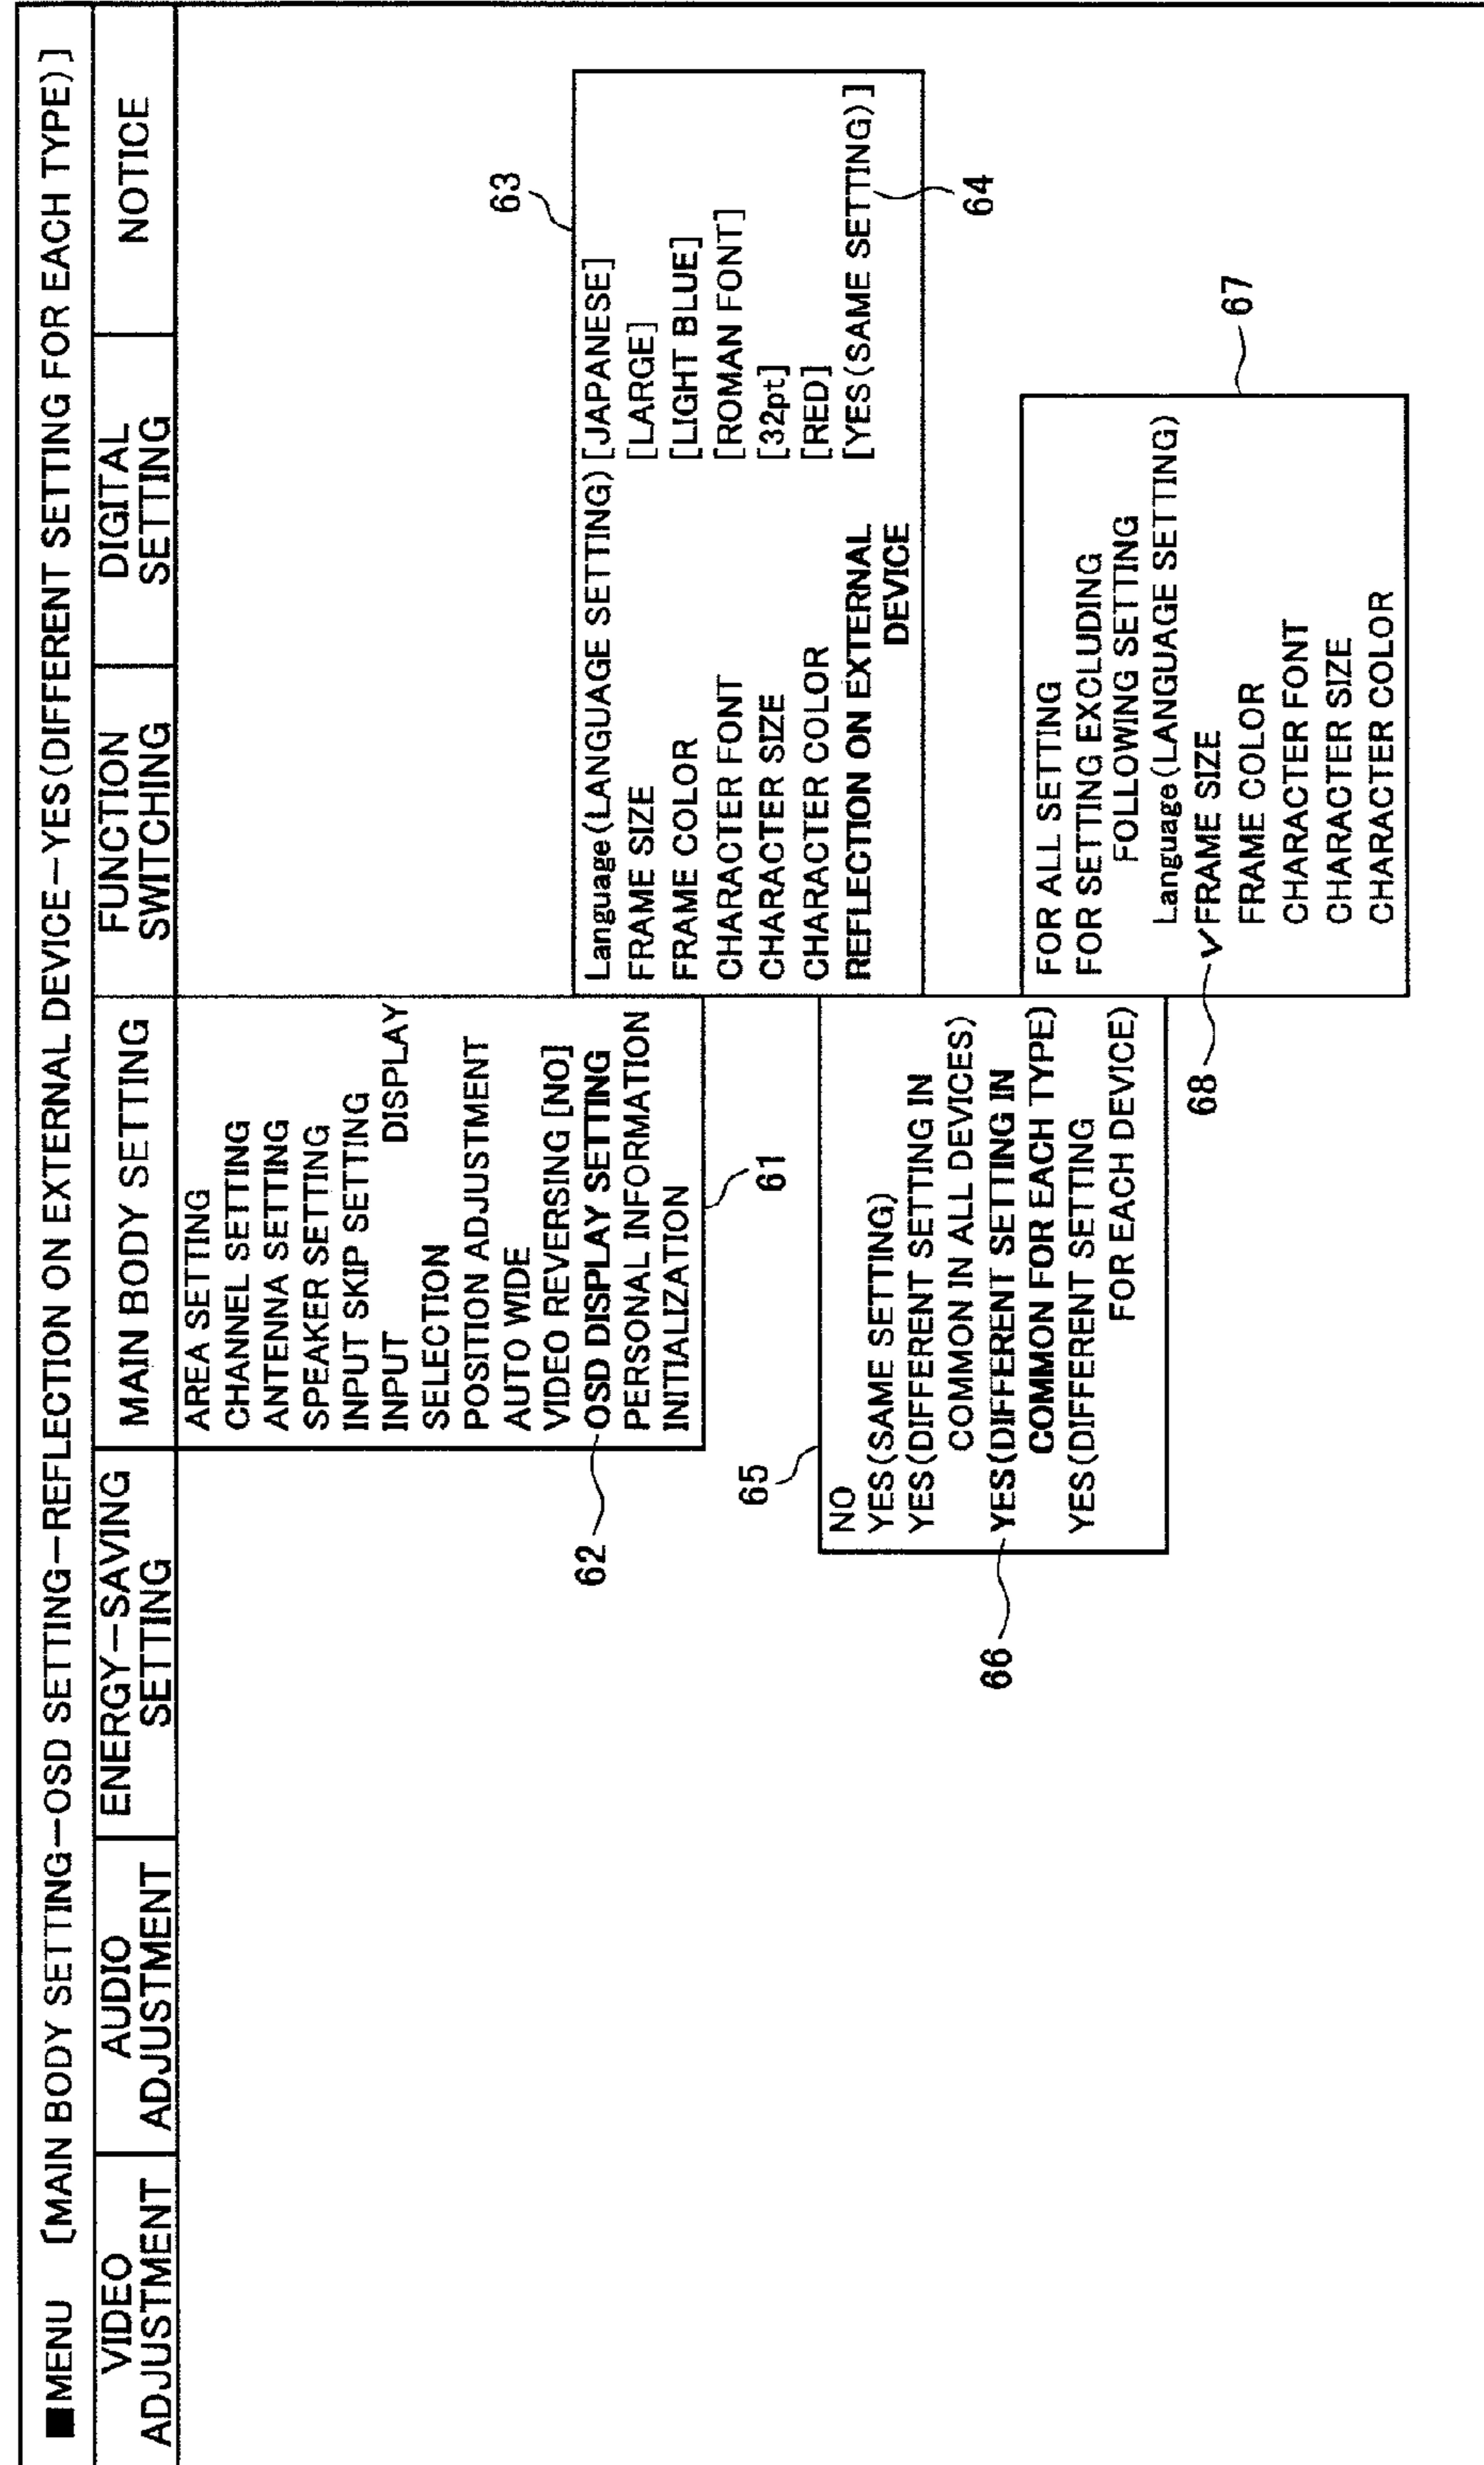 ■MENU [MAIN BODY SETTING—OSD SETTING—REFLECTION ON EXTERNAL DEVICE—YES(DIFFERENT SETTING FOR EACH TYPE)]
VIDEO
ADJUSTMENT
AUDIO
ADJUSTMENT
ENERGY—SAVING
SETTING
MAIN BODY SETTING
FUNCTION
SWITCHING
DIGITAL
SETTING
NOTICE
AREA SETTING
CHANNEL SETTING
ANTENNA SETTING
SPEAKER SETTING
INPUT SKIP SETTING
INPUT DISPLAY
SELECTION
POSITION ADJUSTMENT
AUTO WIDE
VIDEO REVERSING [NO]
62 OSD DISPLAY SETTING
PERSONAL INFORMATION
INITIALIZATION
61
63
Language(LANGUAGE SETTING) [JAPANESE]
FRAME SIZE [LARGE]
FRAME COLOR [LIGHT BLUE]
CHARACTER FONT [ROMAN FONT]
CHARACTER SIZE [32pt]
CHARACTER COLOR [RED]
REFLECTION ON EXTERNAL [YES(SAME SETTING)]
DEVICE
64
65
NO
YES(SAME SETTING)
YES(DIFFERENT SETTING IN
COMMON IN ALL DEVICES)
66 YES(DIFFERENT SETTING IN
COMMON FOR EACH TYPE)
YES(DIFFERENT SETTING
FOR EACH DEVICE)
67
FOR ALL SETTING
FOR SETTING EXCLUDING
FOLLOWING SETTING
Language(LANGUAGE SETTING)
68 ✓FRAME SIZE
FRAME COLOR
CHARACTER FONT
CHARACTER SIZE
CHARACTER COLOR